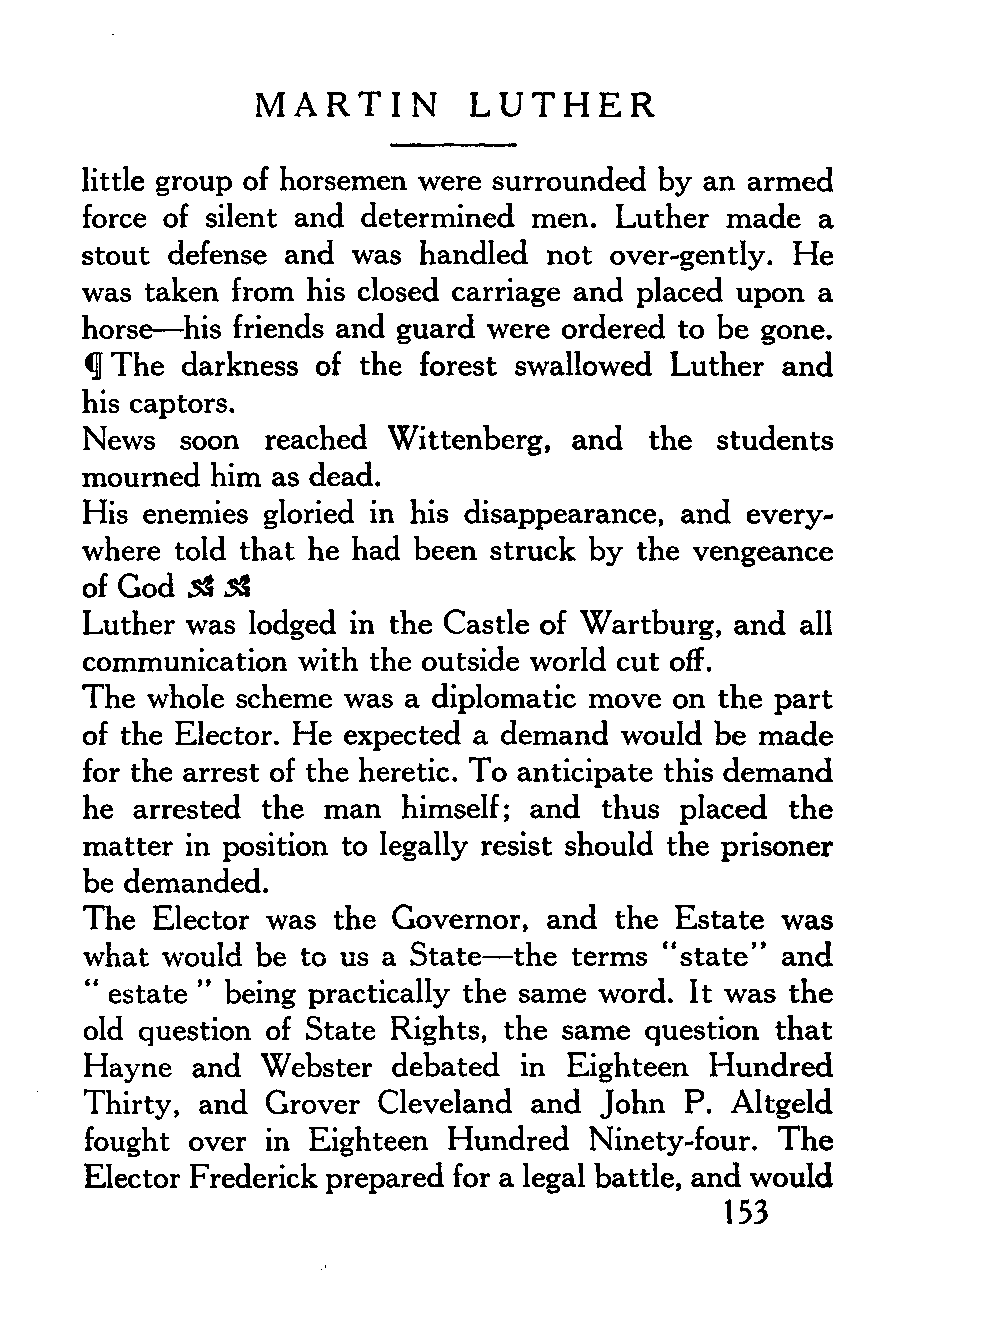 MARTIN LUTHER
little group of horsemen were surrounded by an armed
force of silent and determined men. Luther made a
stout defense and was handled not over-gently. He
was taken from his closed carriage and placed upon a
horse—his friends and guard were ordered to be gone.
¶ The darkness of the forest swallowed Luther and
his captors.
News soon reached Wittenberg, and the students
mourned him as dead.
His enemies gloried in his disappearance, and every-
where told that he had been struck by the vengeance
of God
Luther was lodged in the Castle of Wartburg, and all
communication with the outside world cut off.
The whole scheme was a diplomatic move on the part
of the Elector. He expected a demand would be made
for the arrest of the heretic. To anticipate this demand
he arrested the man himself; and thus placed the
matter in position to legally resist should the prisoner
be demanded.
The Elector was the Governor, and the Estate was
what would be to us a State—the terms "state" and
" estate " being practically the same word. It was the
old question of State Rights, the same question that
Hayne and Webster debated in Eighteen Hundred
Thirty, and Grover Cleveland and John P. Altgeld
fought over in Eighteen Hundred Ninety-four. The
Elector Frederick prepared for a legal battle, and would
153